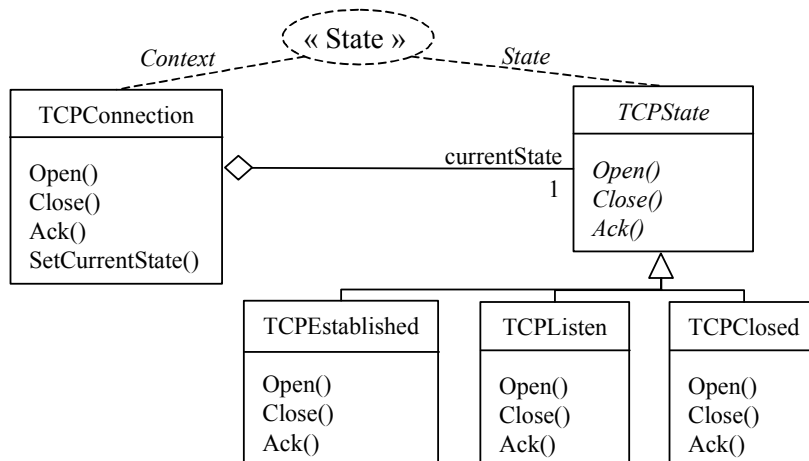 « State »
Context
State
TCPConnection
Open()
Close()
Ack()
SetCurrentState()
currentState
1
TCPState
Open()
Close()
Ack()
TCPEstablished
Open()
Close()
Ack()
TCPListen
Open()
Close()
Ack()
TCPClosed
Open()
Close()
Ack()